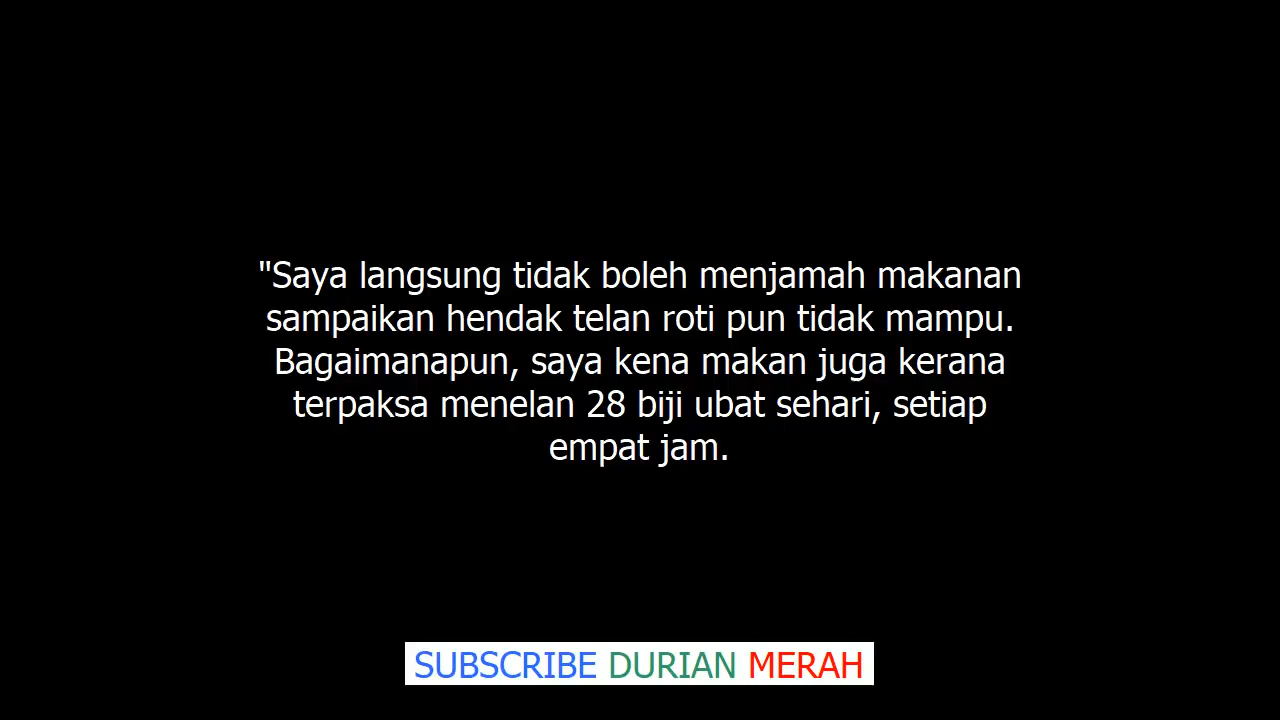 "Saya langsung tidak boleh menjamah makanan
sampaikan hendak telan roti pun tidak mampu.
Bagaimanapun, saya kena makan juga kerana
terpaksa menelan 28 biji ubat sehari, setiap
empat jam.
SUBSCRIBE DURIAN MERAH